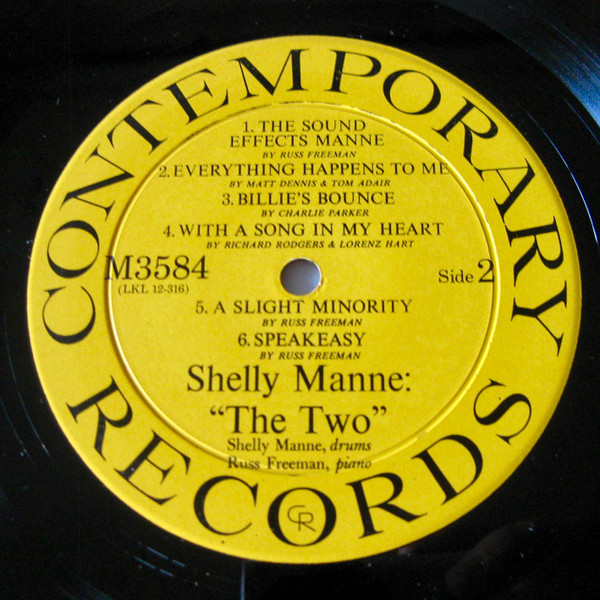 CONTEMPORARY
1. THE SOUND
EFFECTS MANNE
BY RUSS FREEMAN
2. EVERYTHING HAPPENS TO ME
BY MATT DENNIS & TOM ADAIR
3. BILLIE'S BOUNCE
BY CHARLIE PARKER
4. WITH A SONG IN MY HEART
BY RICHARD RODGERS & LORENZ HART
M3584
(LKL 12-316)
Side 2
5. A SLIGHT MINORITY
BY RUSS FREEMAN
6. SPEAKEASY
BY RUSS FREEMAN
Shelly Manne:
“The Two”
Shelly Manne, drums
Russ Freeman, piano
RECORDS
CR